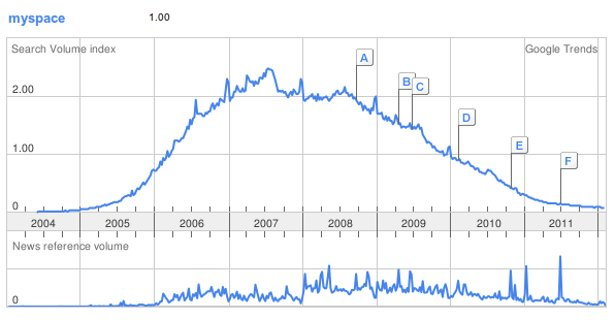 myspace 1.00
Search Volume index Google Trends
A
B C
2.00
D
E
1.00
F
0
2004 2005 2006 2007 2008 2009 2010 2011
News reference volume
0